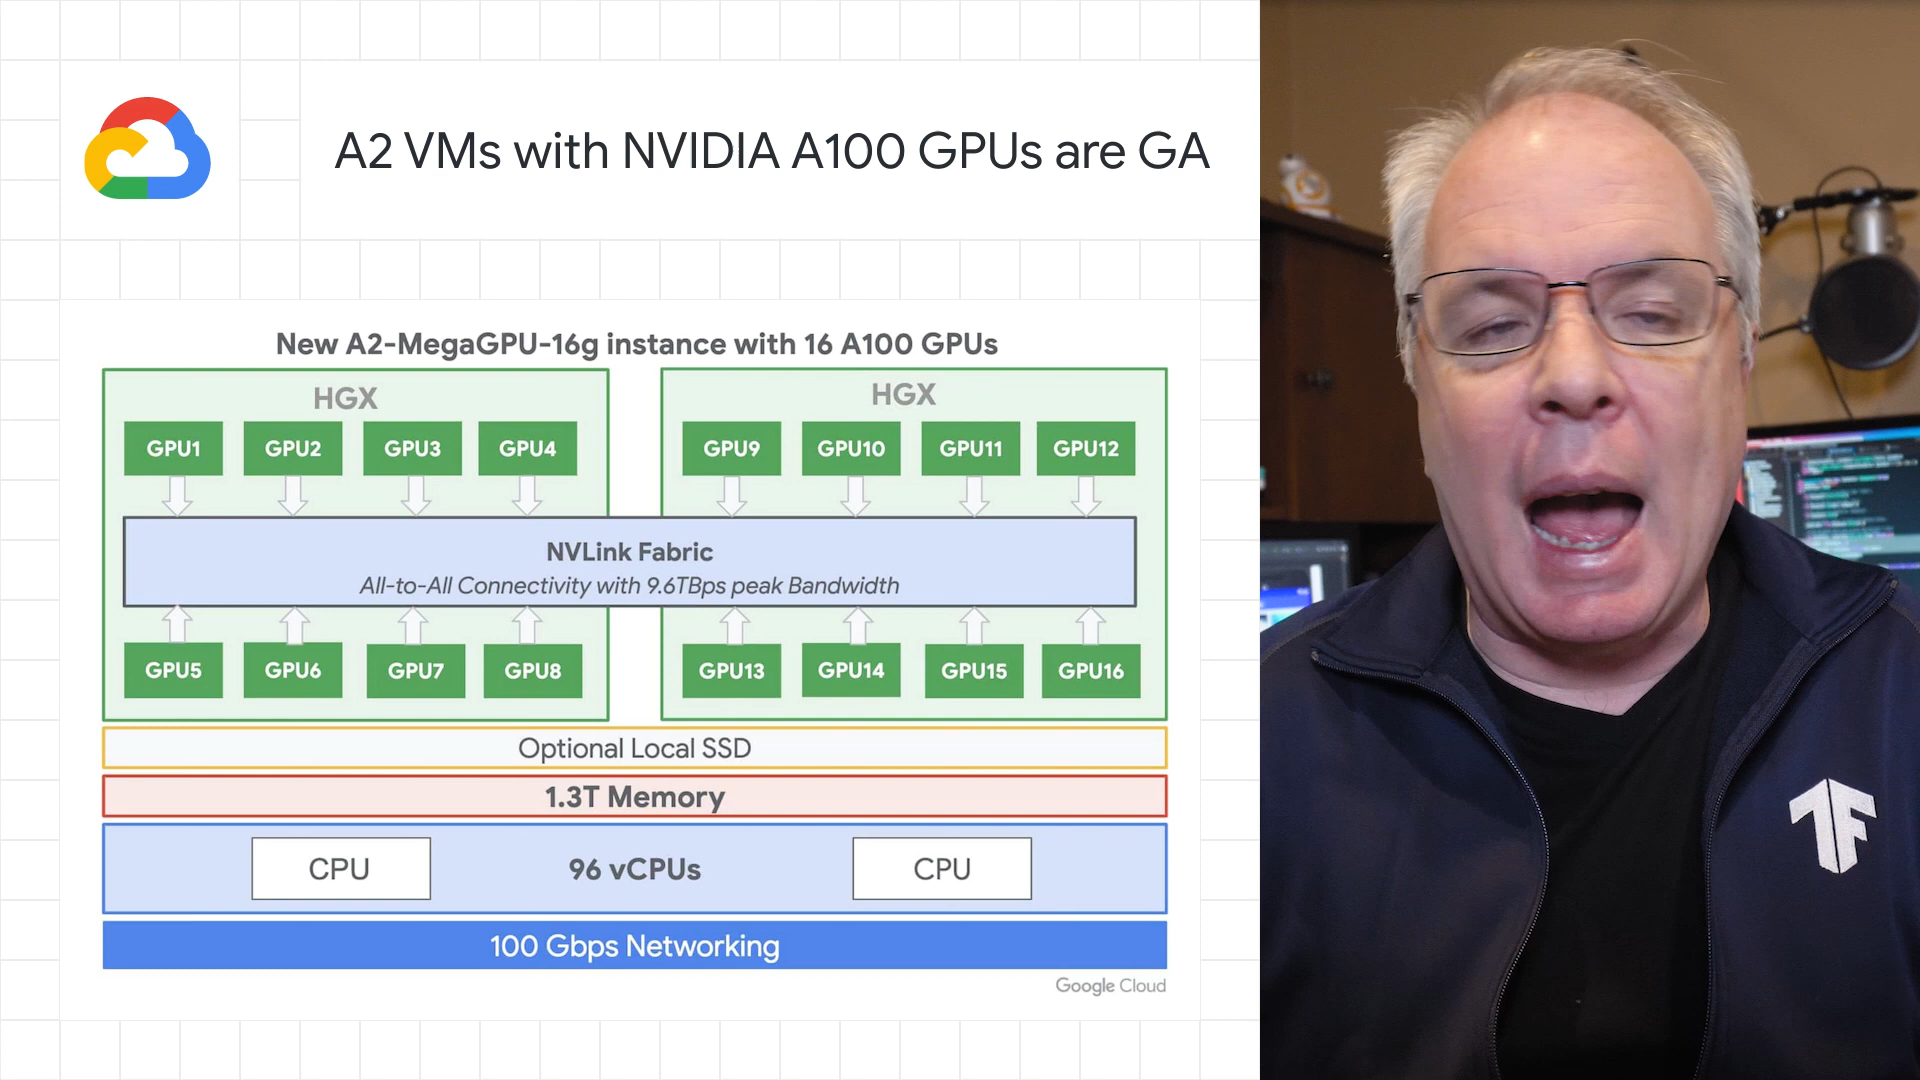 A2 VMs with NVIDIA A100 GPUs are GA
New A2-MegaGPU-16g instance with 16 A100 GPUs
HGX
HGX
GPU1 GPU2 GPU3 GPU4
GPU9 GPU10 GPU11 GPU12
NVLink Fabric
All-to-All Connectivity with 9.6TBps peak Bandwidth
GPU5 GPU6 GPU7 GPU8
GPU13 GPU14 GPU15 GPU16
Optional Local SSD
1.3T Memory
CPU 96 vCPUs CPU
100 Gbps Networking
Google Cloud